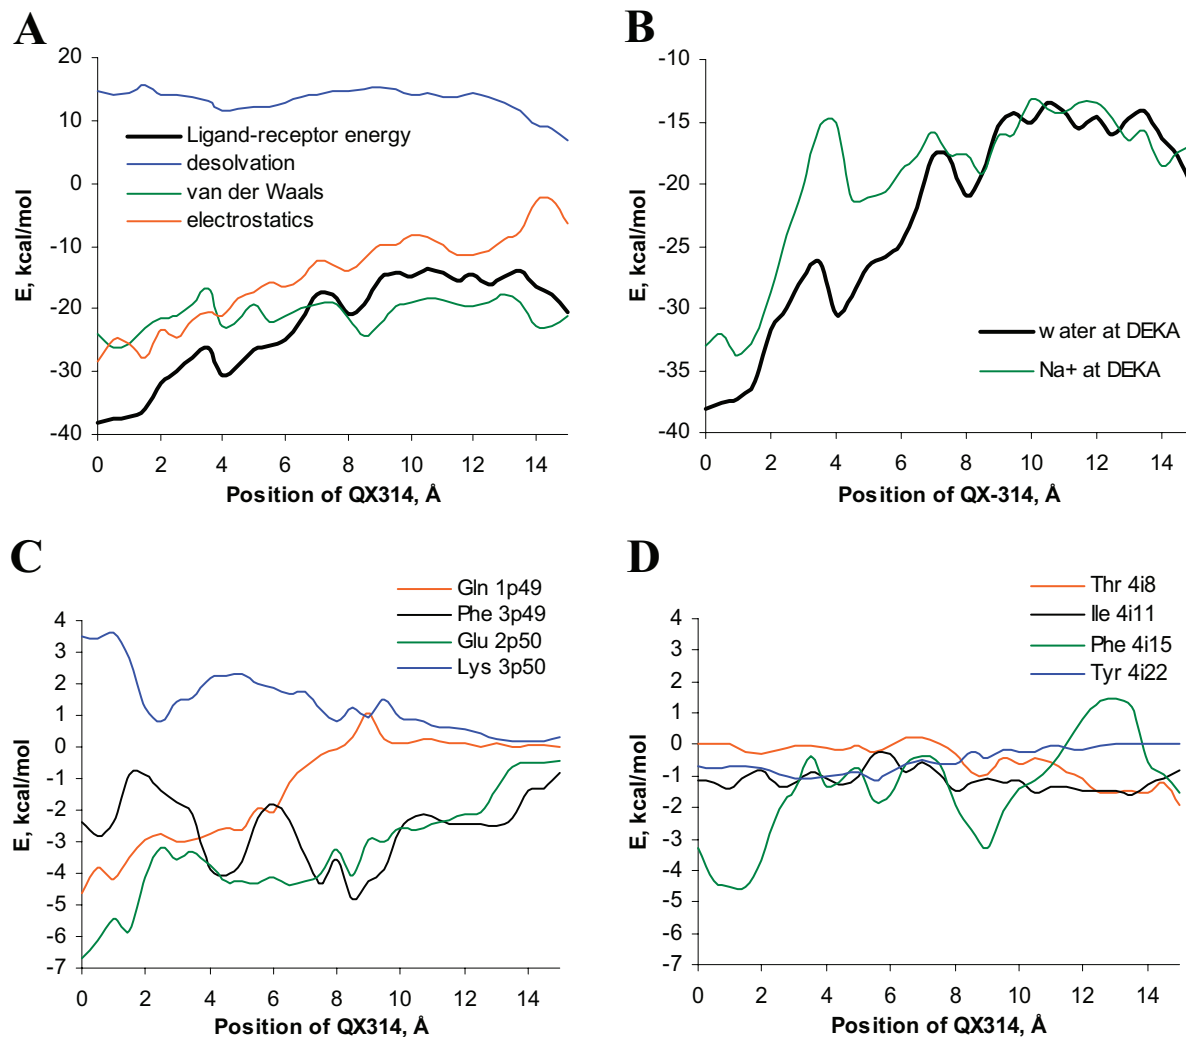 A
20
10
0
-10
-20
-30
-40
E, kcal/mol
Ligand-receptor energy
desolvation
van der Waals
electrostatics
0 2 4 6 8 10 12 14
Position of QX314, Å
B
-10
-15
-20
-25
-30
-35
-40
E, kcal/mol
water at DEKA
Na+ at DEKA
0 2 4 6 8 10 12 14
Position of QX-314, Å
C
Gln 1p49
Phe 3p49
Glu 2p50
Lys 3p50
4
3
2
1
0
-1
-2
-3
-4
-5
-6
-7
E, kcal/mol
0 2 4 6 8 10 12 14
Position of QX314, Å
D
Thr 4i8
Ile 4i11
Phe 4i15
Tyr 4i22
4
3
2
1
0
-1
-2
-3
-4
-5
-6
-7
E, kcal/mol
0 2 4 6 8 10 12 14
Position of QX314, Å